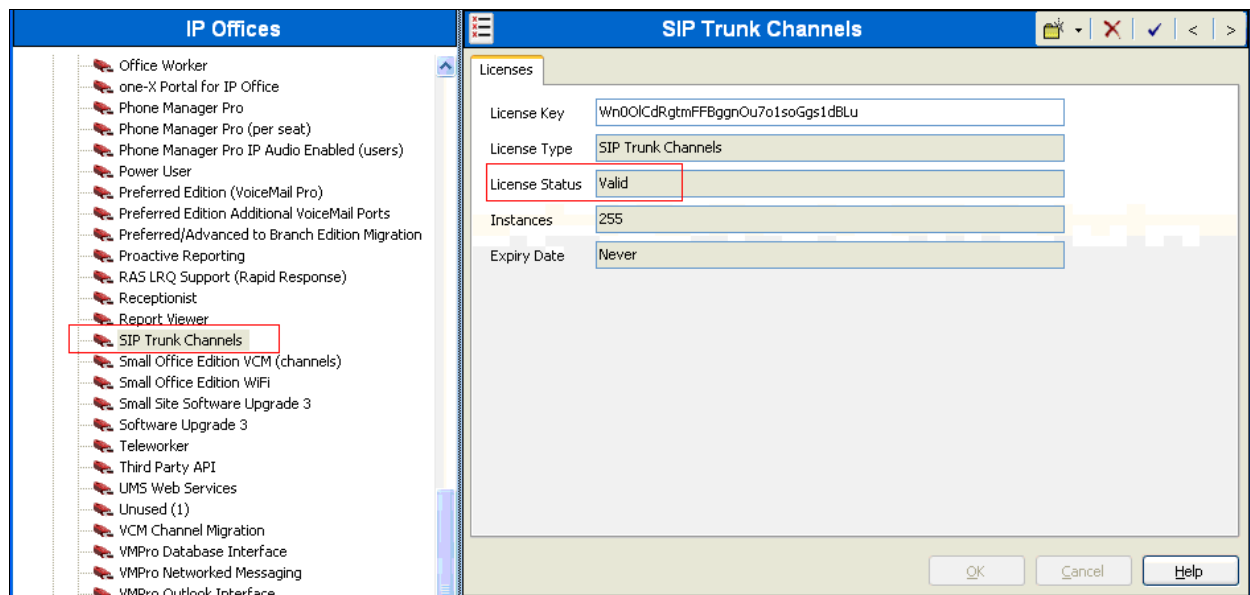 IP Offices
Office Worker
one-X Portal for IP Office
Phone Manager Pro
Phone Manager Pro (per seat)
Phone Manager Pro IP Audio Enabled (users)
Power User
Preferred Edition (VoiceMail Pro)
Preferred Edition Additional VoiceMail Ports
Preferred/Advanced to Branch Edition Migration
Proactive Reporting
RAS LRQ Support (Rapid Response)
Receptionist
Report Viewer
SIP Trunk Channels
Small Office Edition VCM (channels)
Small Office Edition WiFi
Small Site Software Upgrade 3
Software Upgrade 3
Teleworker
Third Party API
UMS Web Services
Unused (1)
VCM Channel Migration
VMPro Database Interface
VMPro Networked Messaging
VMPro Outlook Interface
SIP Trunk Channels
Licenses
License Key Wn0OlCdRgtmFFBggnOu7o1soGgs1dBLu
License Type SIP Trunk Channels
License Status Valid
Instances 255
Expiry Date Never
OK Cancel Help